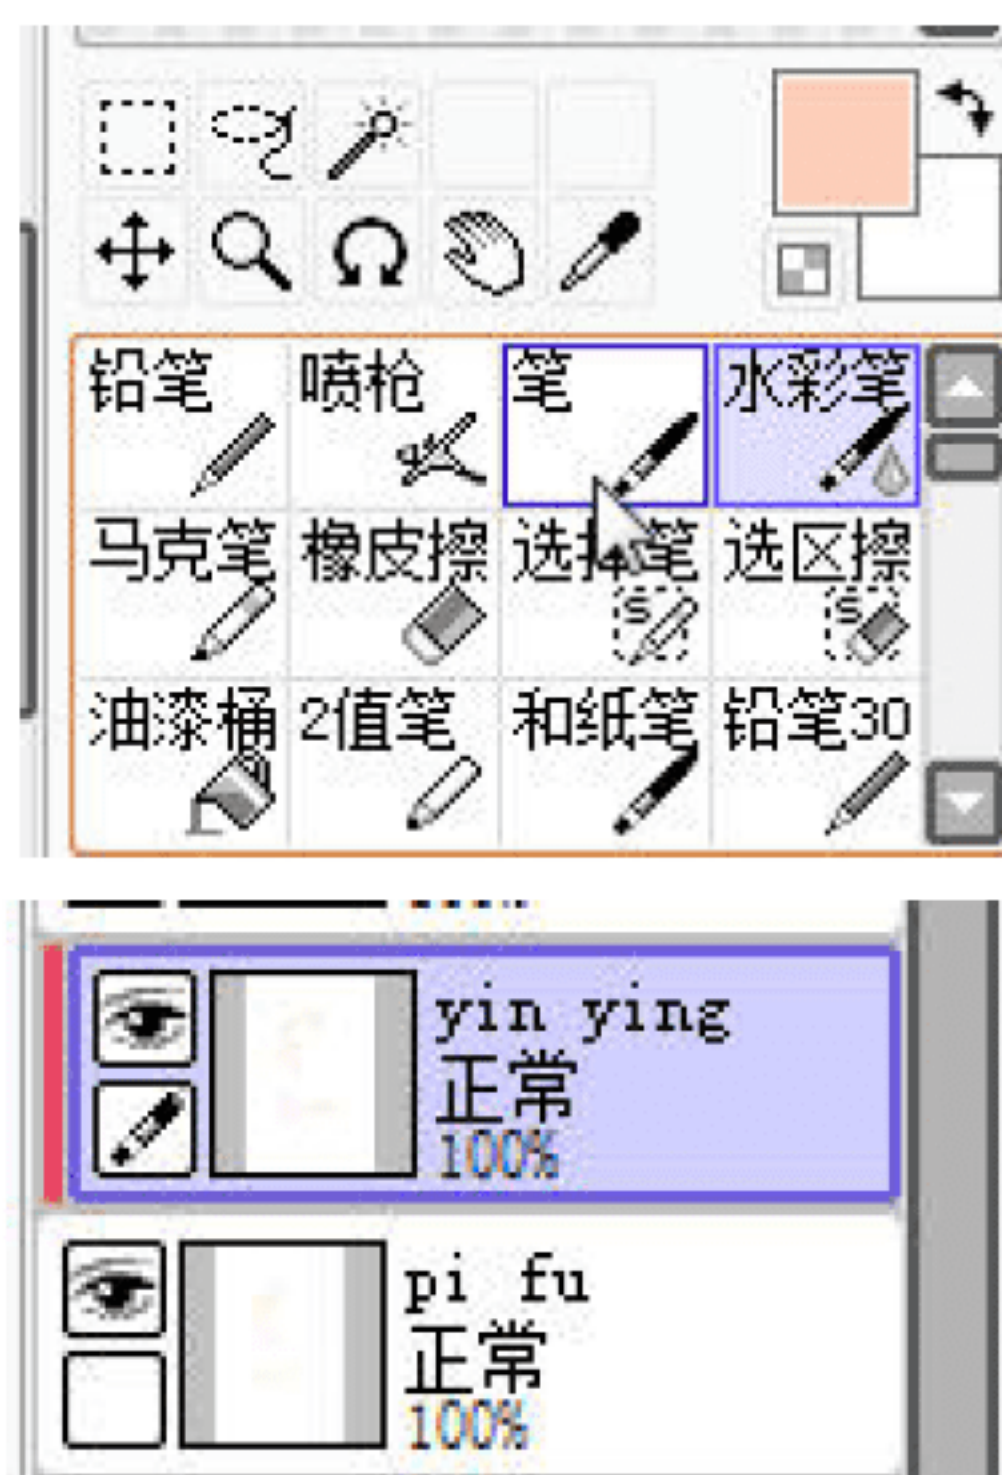 铅笔 喷枪 笔 水彩笔
马克笔 橡皮擦 选择笔 选区擦
油漆桶 2值笔 和纸笔 铅笔30
yin ying
正常
100%
pi fu
正常
100%